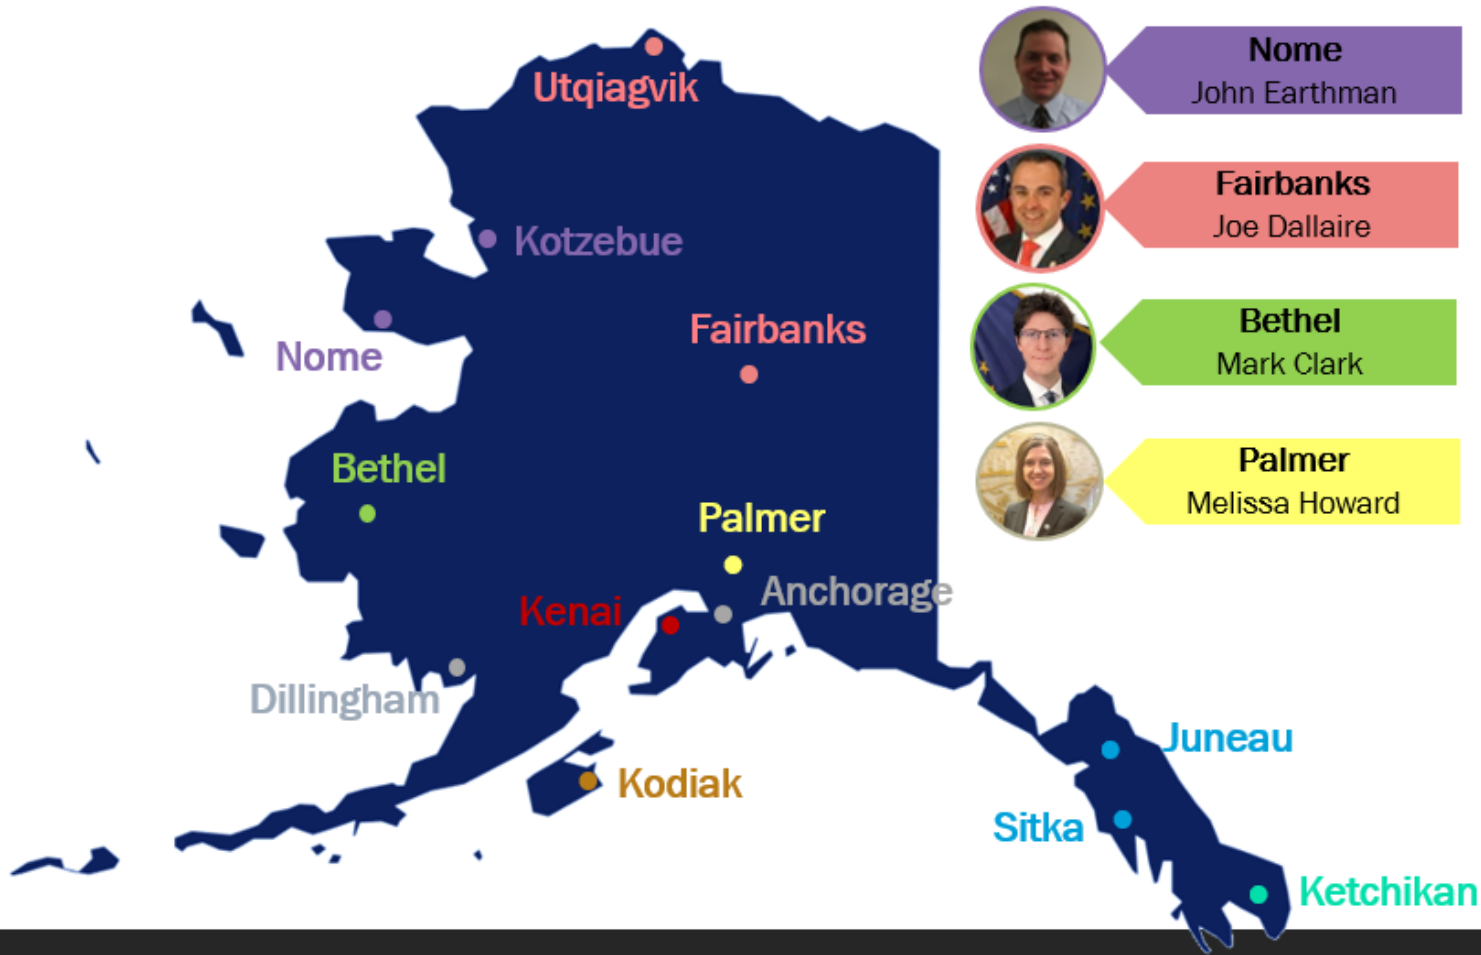 Utqiagvik
Kotzebue
Nome
Fairbanks
Bethel
Palmer
Anchorage
Kenai
Dillingham
Kodiak
Juneau
Sitka
Ketchikan
Nome
John Earthman
Fairbanks
Joe Dallaire
Bethel
Mark Clark
Palmer
Melissa Howard